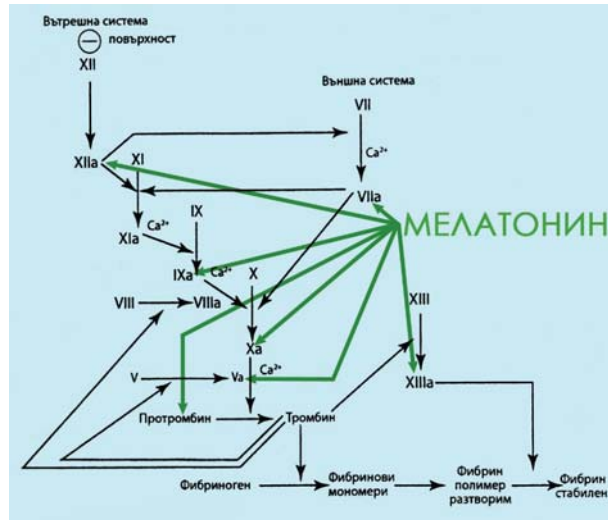 Вътрешна система
− повърхност
XII
Външна система
VII
Ca²⁺
XIIa
XI
VIIa
IX
XIa
Ca²⁺
МЕЛАТОНИН
IXa
Ca²⁺
X
XIII
VIII
VIIIa
Xa
Ca²⁺
V
Va
XIIIa
Протромбин
Тромбин
Фибриноген
Фибринови
мономери
Фибрин
полимер
разтворим
Фибрин
стабилен